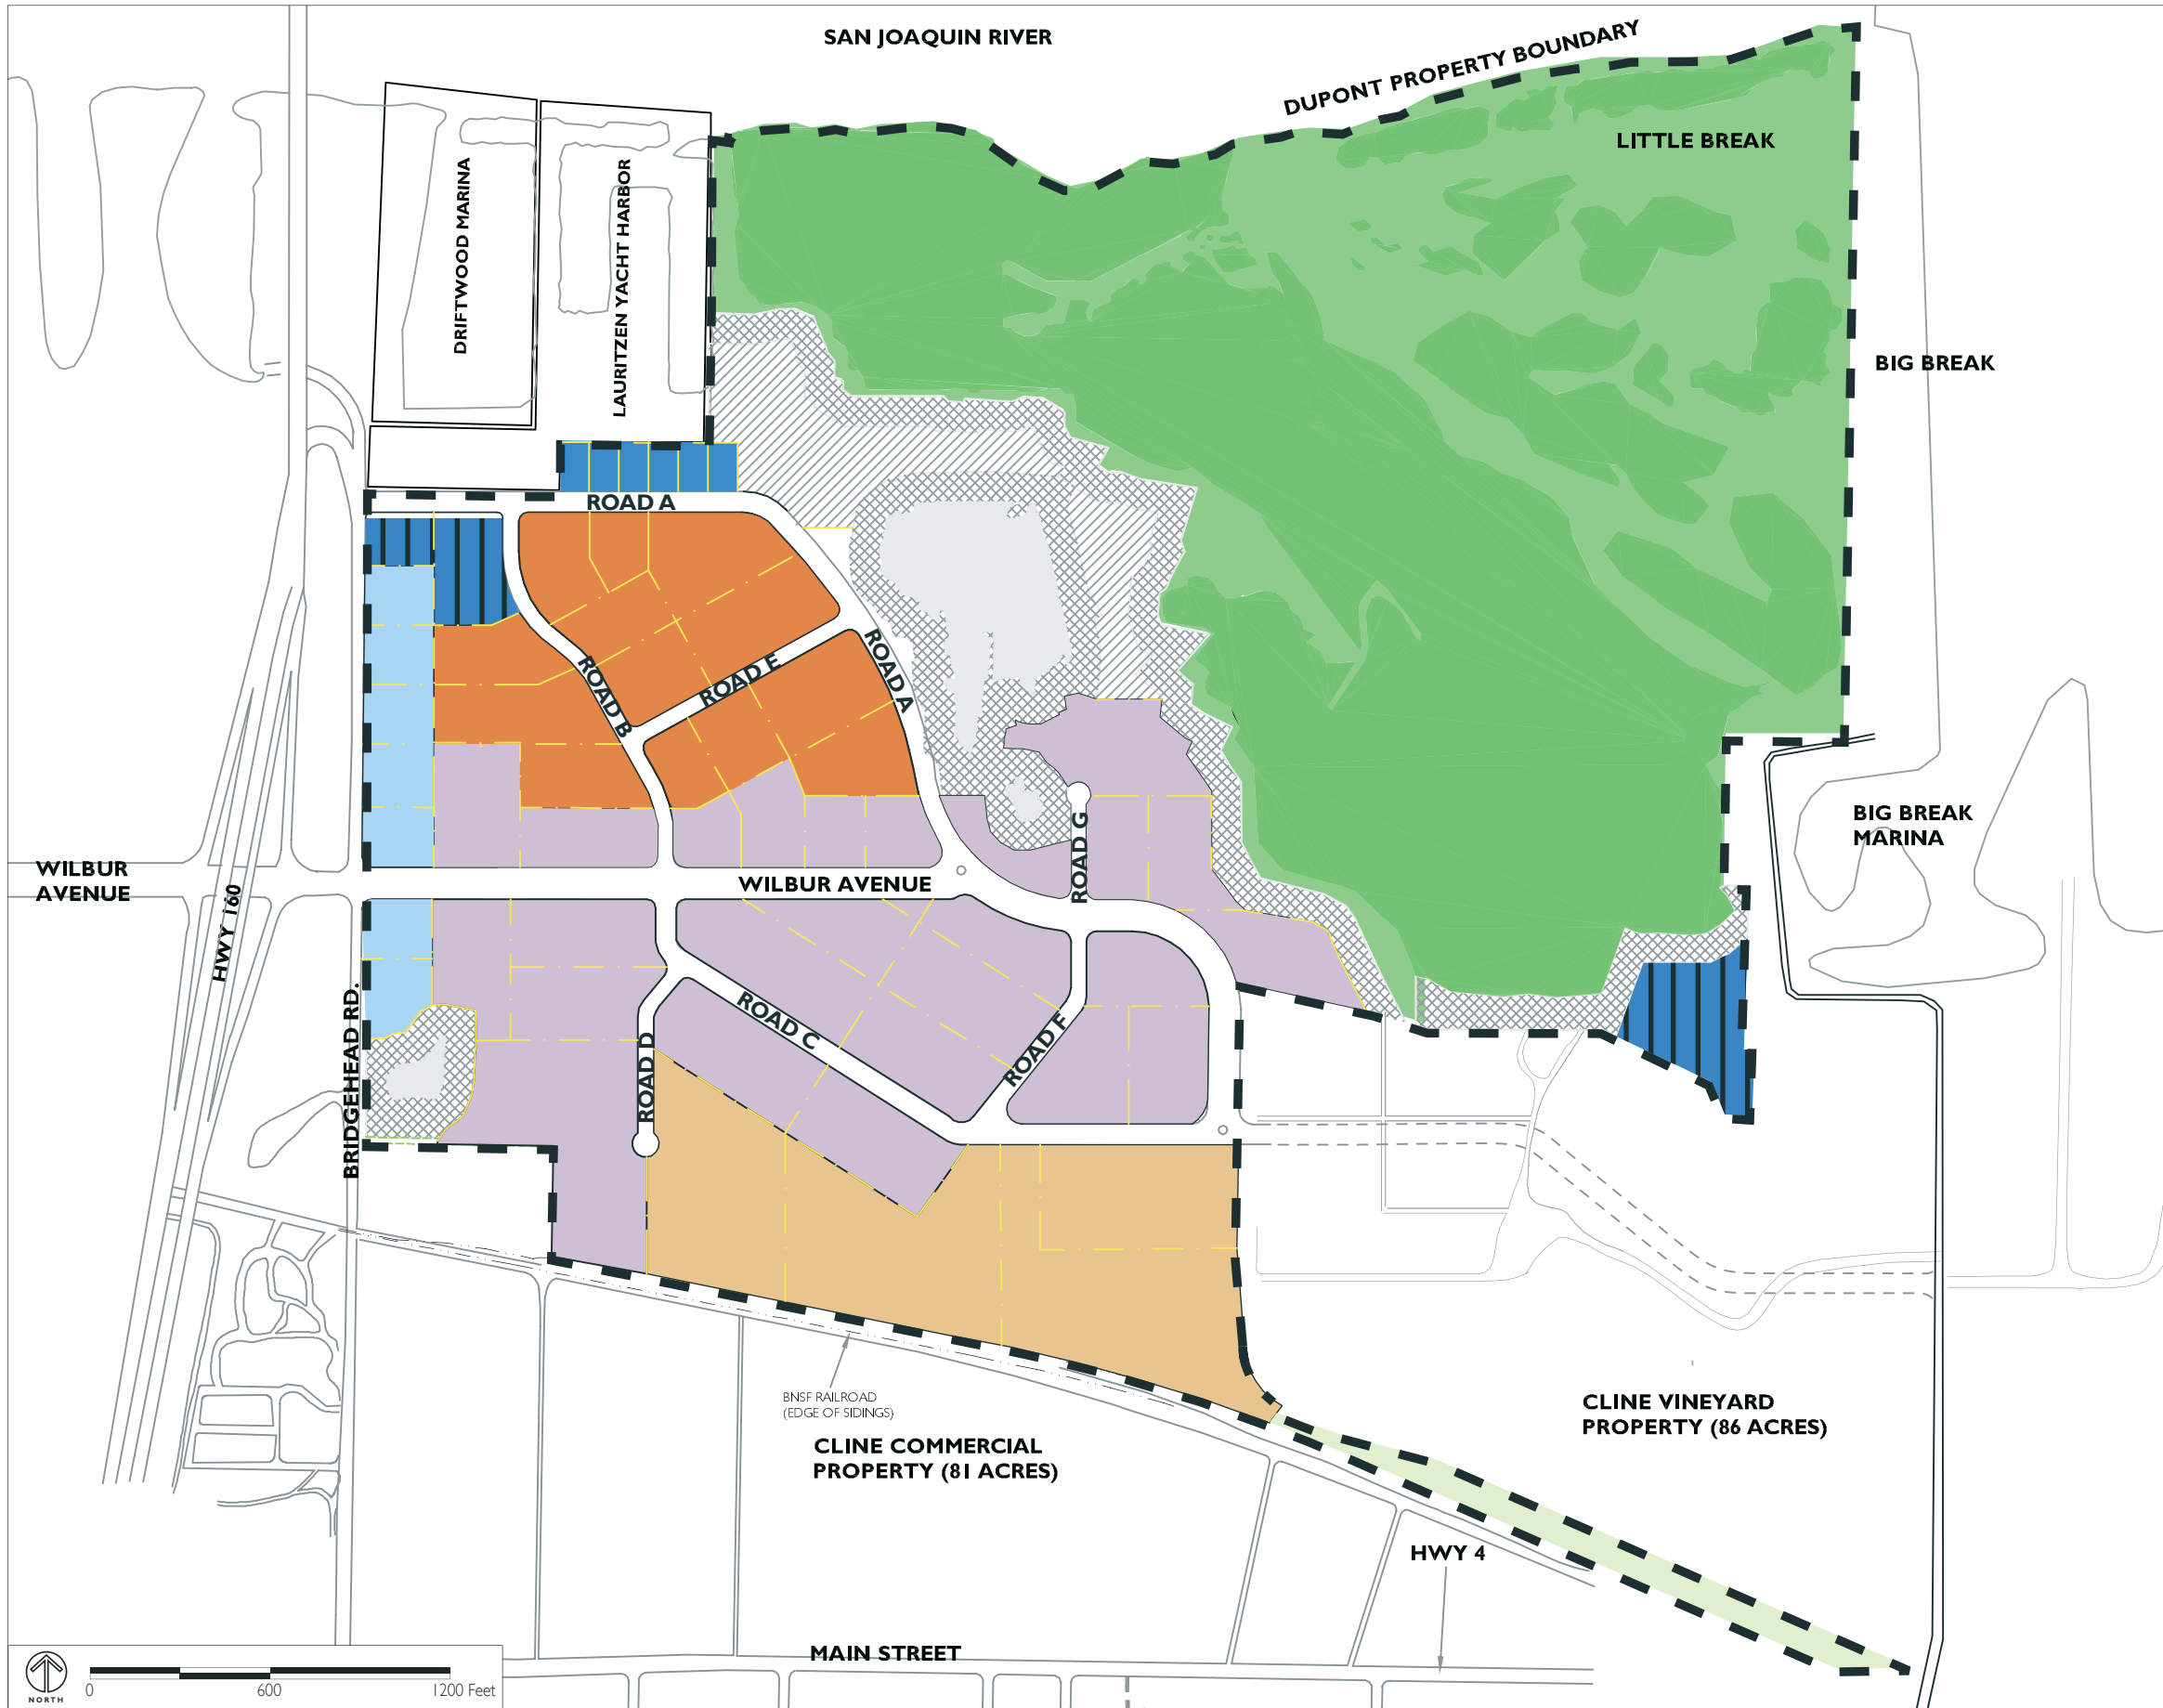 SAN JOAQUIN RIVER
DUPONT PROPERTY BOUNDARY
LITTLE BREAK
DRIFTWOOD MARINA
LAURITZEN YACHT HARBOR
BIG BREAK
ROAD A
ROAD B
ROAD E
ROAD A
BIG BREAK
MARINA
ROAD G
WILBUR
AVENUE
WILBUR AVENUE
HWY 160
BRIDGEHEAD RD.
ROAD C
ROAD D
ROAD F
BNSF RAILROAD
(EDGE OF SIDINGS)
CLINE COMMERCIAL
PROPERTY (81 ACRES)
CLINE VINEYARD
PROPERTY (86 ACRES)
HWY 4
MAIN STREET
NORTH
0 600 1200 Feet